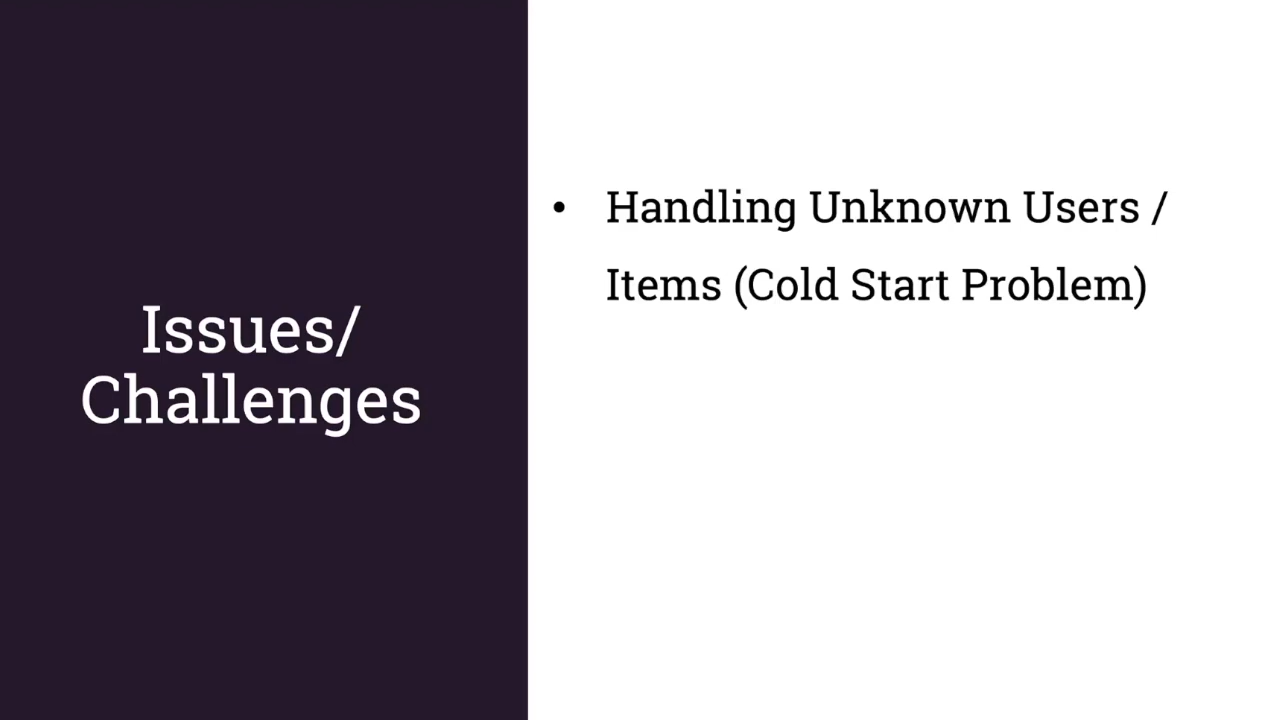 Issues/
Challenges
• Handling Unknown Users /
Items (Cold Start Problem)